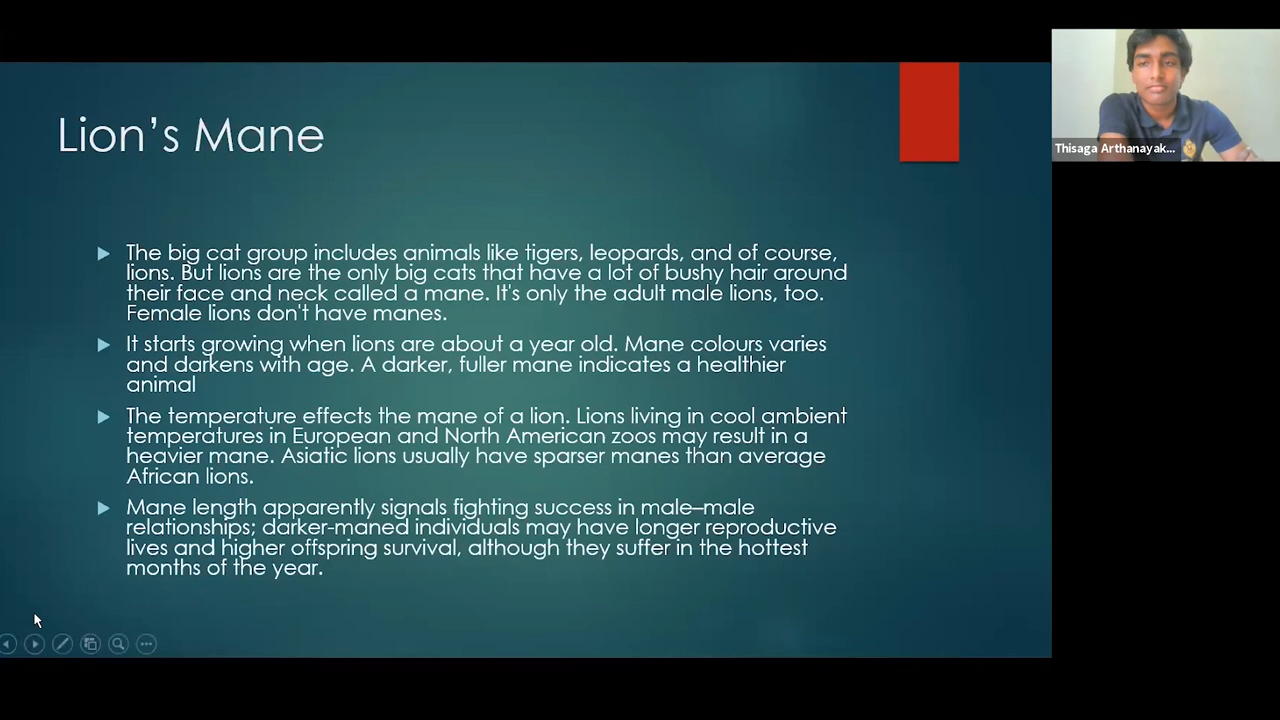 Lion's Mane
The big cat group includes animals like tigers, leopards, and of course,
lions. But lions are the only big cats that have a lot of bushy hair around
their face and neck called a mane. It's only the adult male lions, too.
Female lions don't have manes.
It starts growing when lions are about a year old. Mane colours varies
and darkens with age. A darker, fuller mane indicates a healthier
animal
The temperature effects the mane of a lion. Lions living in cool ambient
temperatures in European and North American zoos may result in a
heavier mane. Asiatic lions usually have sparser manes than average
African lions.
Mane length apparently signals fighting success in male–male
relationships; darker-maned individuals may have longer reproductive
lives and higher offspring survival, although they suffer in the hottest
months of the year.
Thisaga Arthanayak...